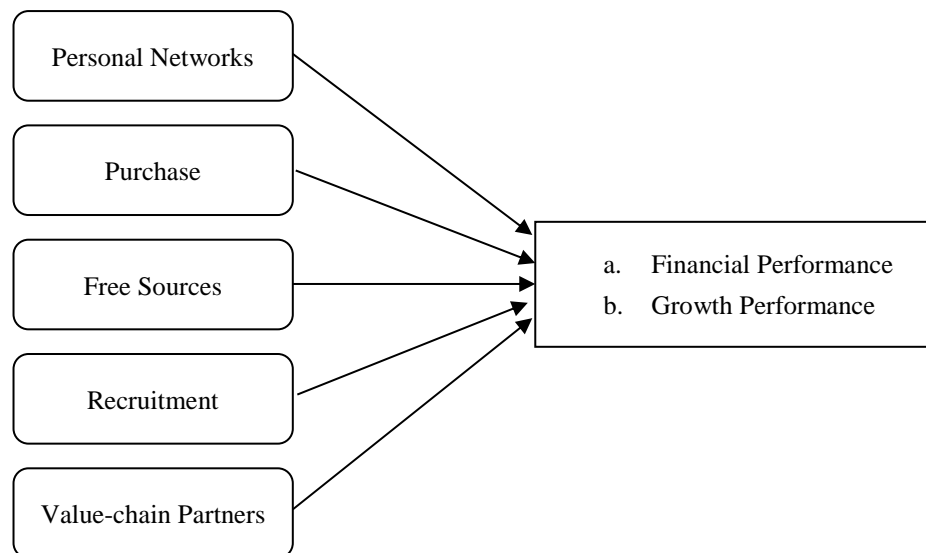 Personal Networks
Purchase
Free Sources
Recruitment
Value-chain Partners
a. Financial Performance
b. Growth Performance